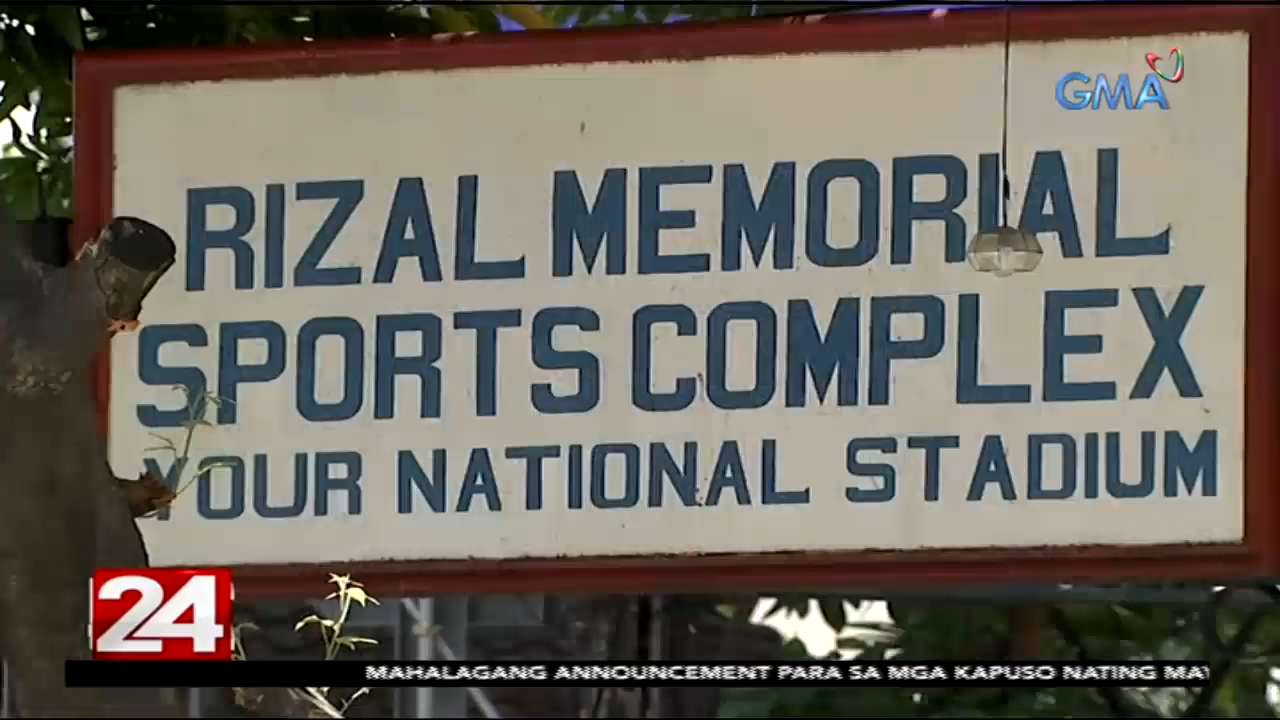 GMA
RIZAL MEMORIAL
SPORTS COMPLEX
YOUR NATIONAL STADIUM
24
MAHALAGANG ANNOUNCEMENT PARA SA MGA KAPUSO NATING